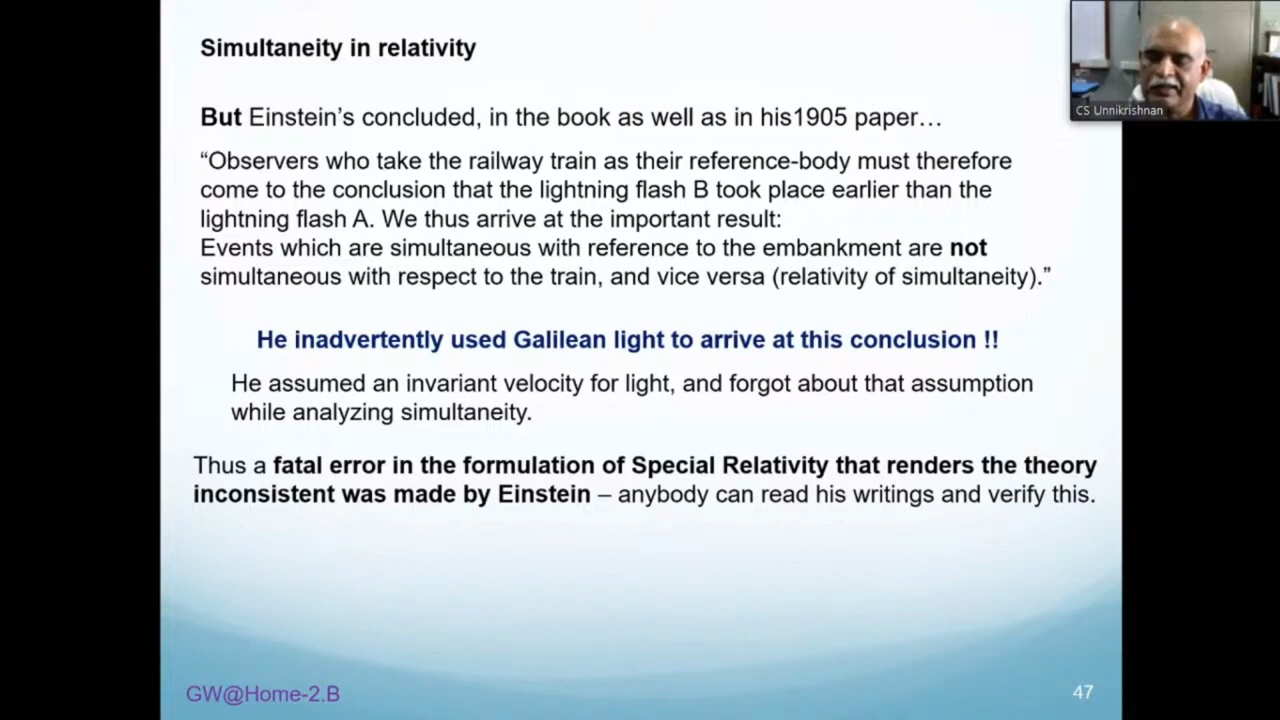 Simultaneity in relativity
But Einstein's concluded, in the book as well as in his1905 paper…
“Observers who take the railway train as their reference-body must therefore
come to the conclusion that the lightning flash B took place earlier than the
lightning flash A. We thus arrive at the important result:
Events which are simultaneous with reference to the embankment are not
simultaneous with respect to the train, and vice versa (relativity of simultaneity).”
He inadvertently used Galilean light to arrive at this conclusion !!
He assumed an invariant velocity for light, and forgot about that assumption
while analyzing simultaneity.
Thus a fatal error in the formulation of Special Relativity that renders the theory
inconsistent was made by Einstein – anybody can read his writings and verify this.
GW@Home-2.B
47
CS Unnikrishnan